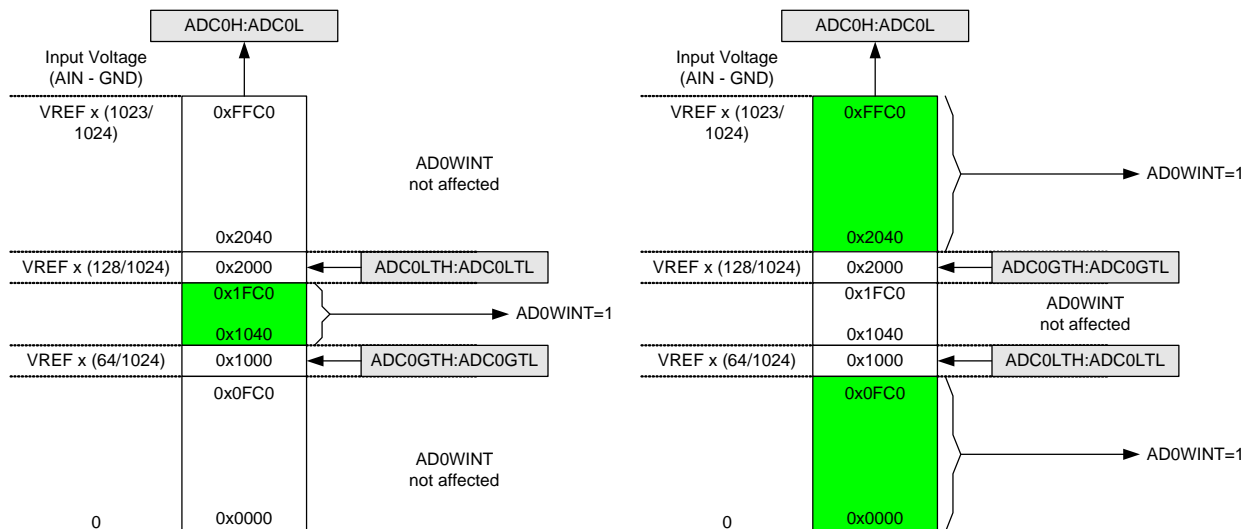 ADC0H:ADC0L
Input Voltage
(AIN - GND)
VREF x (1023/
1024)
0xFFC0
AD0WINT
not affected
0x2040
VREF x (128/1024)
0x2000
ADC0LTH:ADC0LTL
0x1FC0
AD0WINT=1
0x1040
VREF x (64/1024)
0x1000
ADC0GTH:ADC0GTL
0x0FC0
AD0WINT
not affected
0
0x0000
ADC0H:ADC0L
Input Voltage
(AIN - GND)
VREF x (1023/
1024)
0xFFC0
AD0WINT=1
0x2040
VREF x (128/1024)
0x2000
ADC0GTH:ADC0GTL
0x1FC0
AD0WINT
not affected
0x1040
VREF x (64/1024)
0x1000
ADC0LTH:ADC0LTL
0x0FC0
AD0WINT=1
0
0x0000